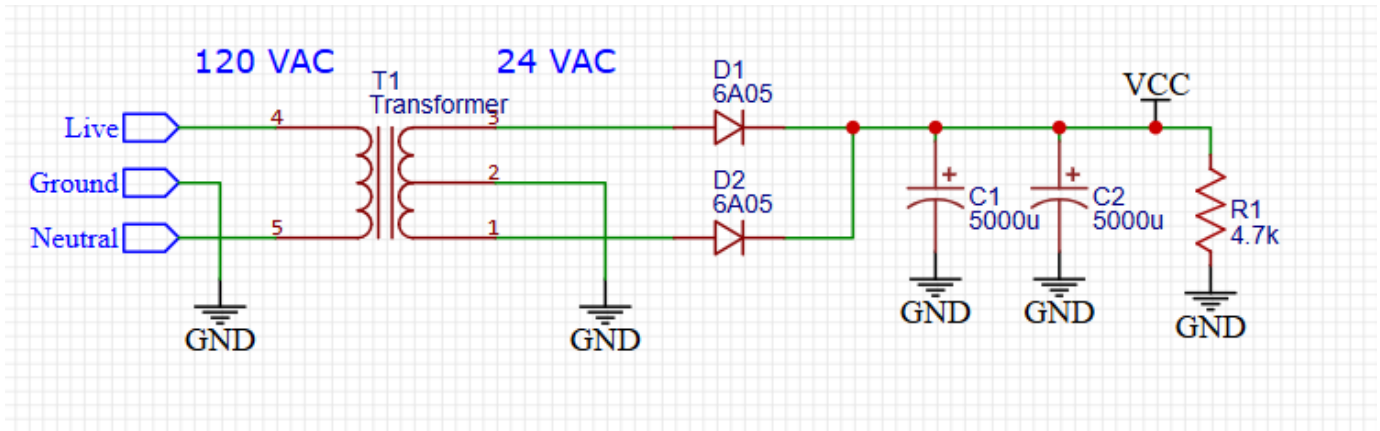 120 VAC
24 VAC
T1
Transformer
D1
6A05
VCC
Live
4
3
Ground
2
D2
6A05
C1
5000u
C2
5000u
R1
4.7k
Neutral
5
1
GND
GND
GND
GND
GND